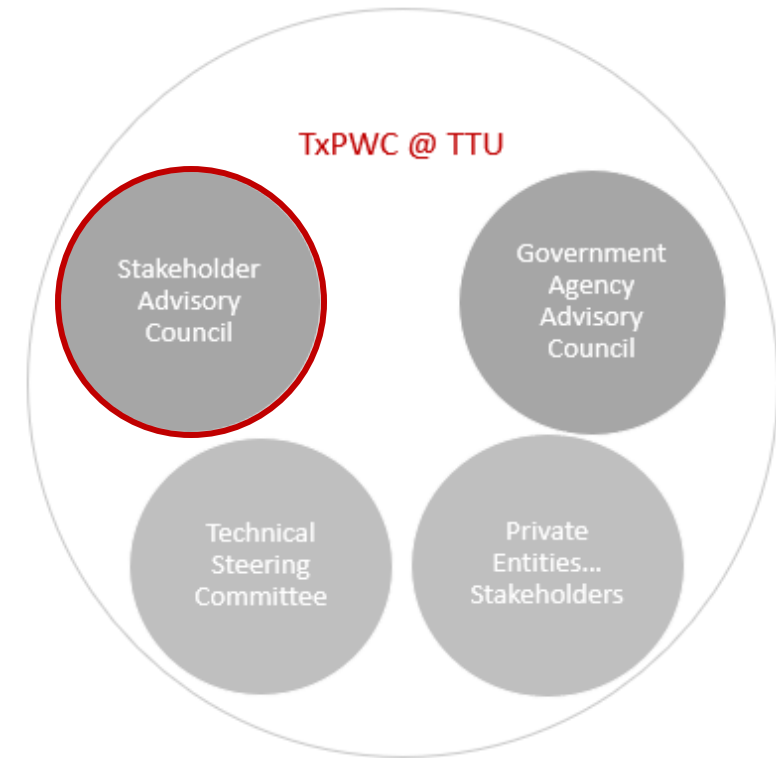 TxPWC @ TTU
Stakeholder
Advisory
Council
Government
Agency
Advisory
Council
Technical
Steering
Committee
Private
Entities...
Stakeholders